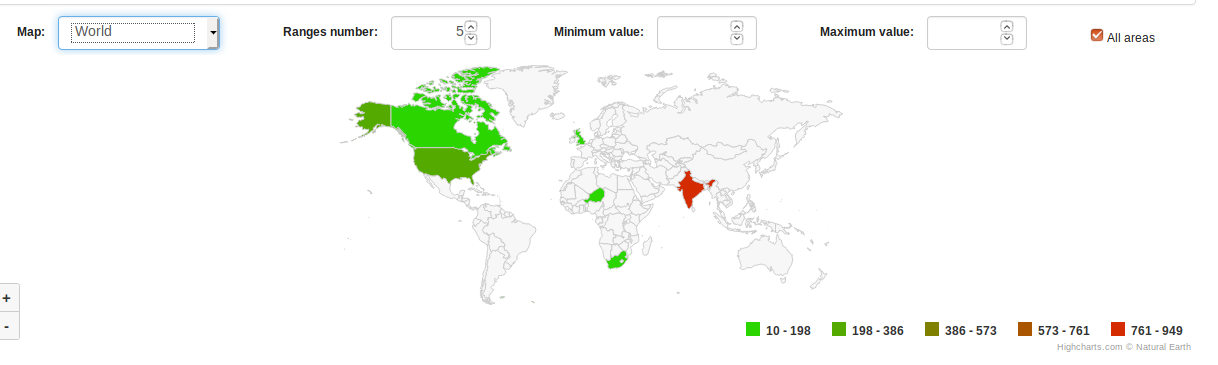 Map: World Ranges number: 5 Minimum value: Maximum value: All areas
+
-
10 - 198 198 - 386 386 - 573 573 - 761 761 - 949
Highcharts.com © Natural Earth